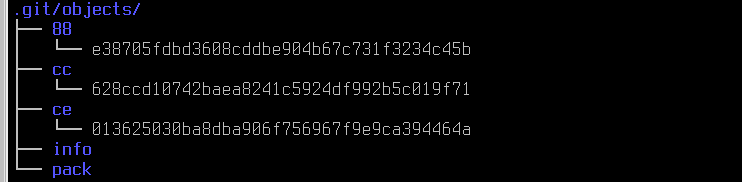 .git/objects/
├── 88
│   └── e38705fdbd3608cddbe904b67c731f3234c45b
├── cc
│   └── 628ccd10742baea8241c5924df992b5c019f71
├── ce
│   └── 013625030ba8dba906f756967f9e9ca394464a
├── info
└── pack